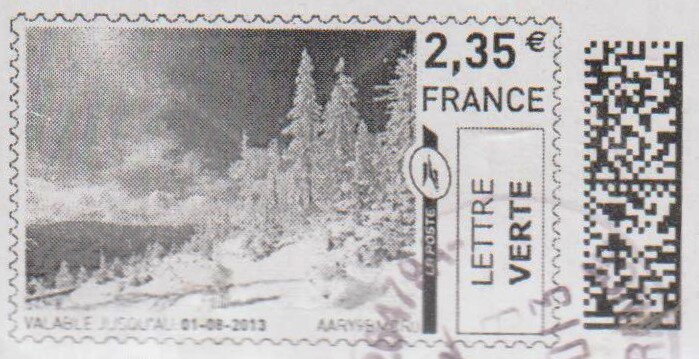 2,35 €
FRANCE
LETTRE
VERTE
LA POSTE
VALABLE JUSQU'AU: 01-08-2013